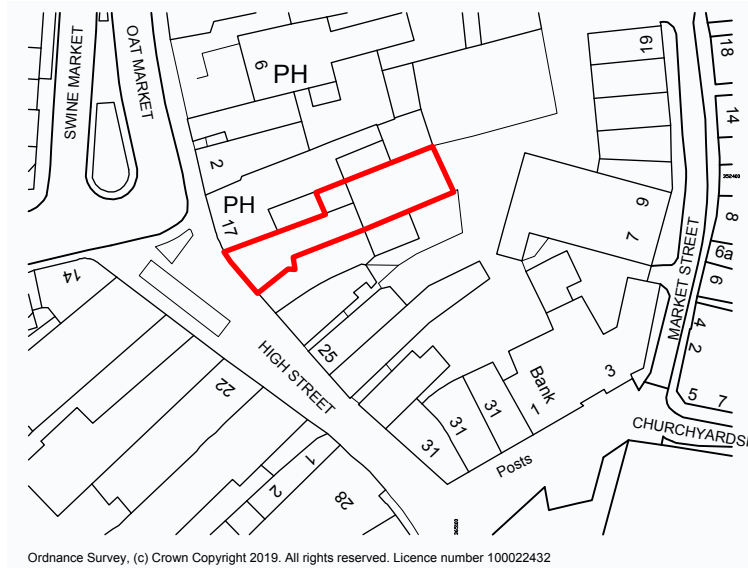 SWINE MARKET
OAT MARKET
6
PH
19
18
14
2
PH
17
352400
8
9
7
6a
6
MARKET STREET
14
4
2
HIGH STREET
25
22
Bank
1
3
5
7
31
31
31
31
CHURCHYARDSI
Posts
1
2
28
Ordnance Survey, (c) Crown Copyright 2019. All rights reserved. Licence number 100022432